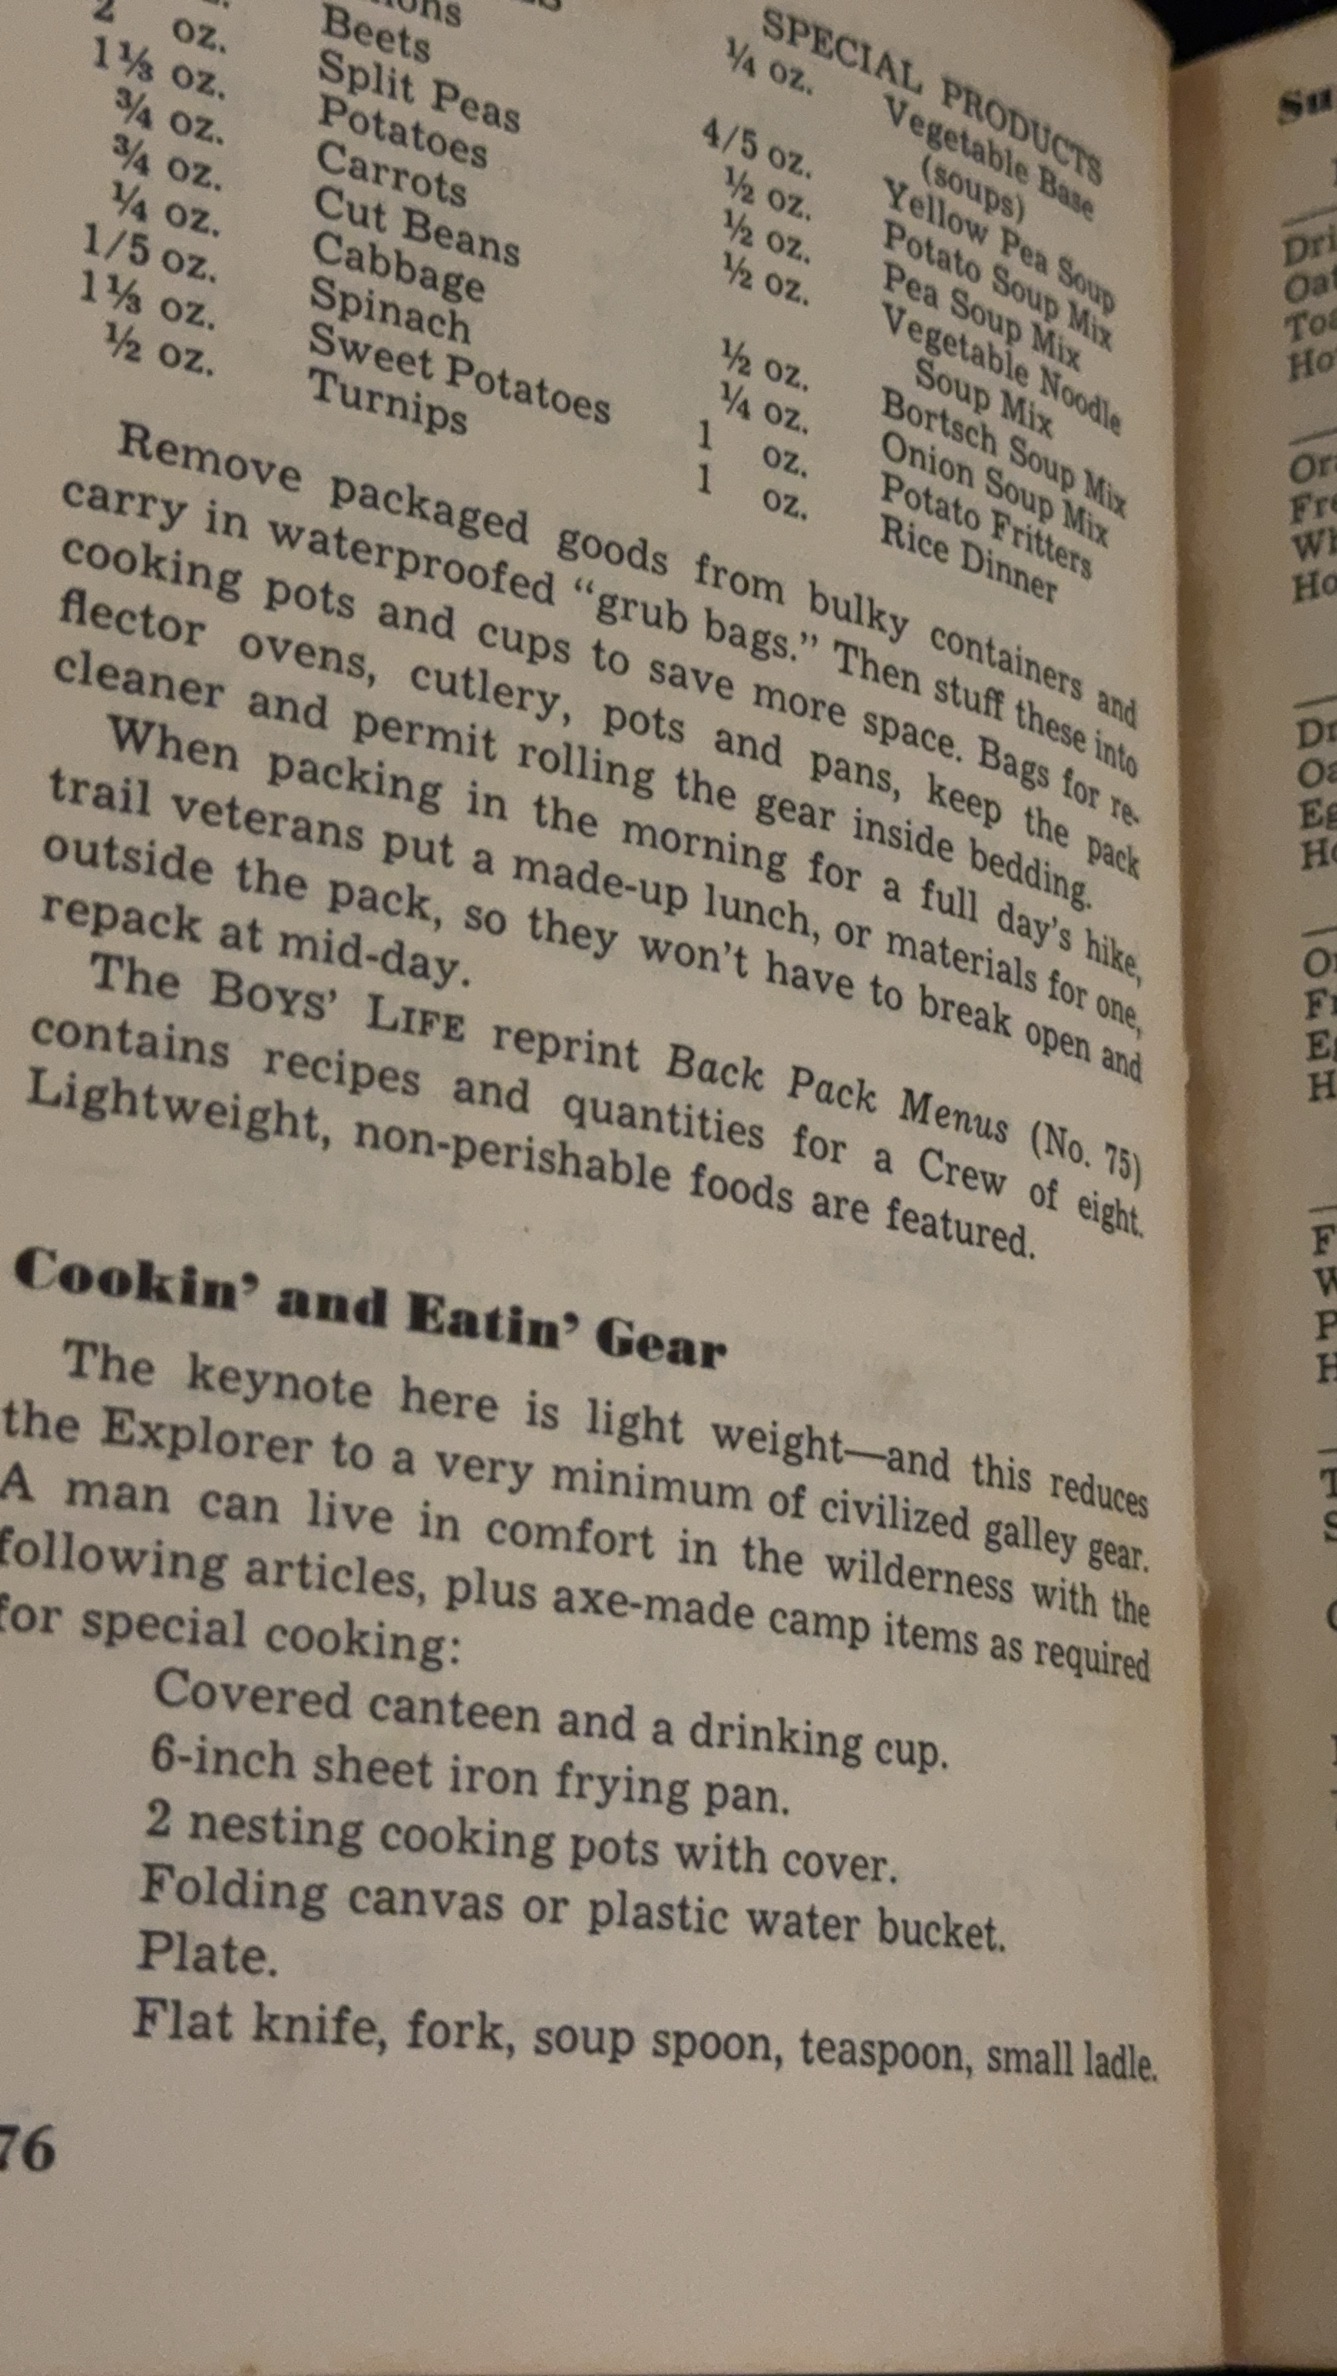 Beets
2 oz. Split Peas
1⅓ oz. Potatoes
¾ oz. Carrots
¾ oz. Cut Beans
¼ oz. Cabbage
1/5 oz. Spinach
1⅓ oz. Sweet Potatoes
½ oz. Turnips
SPECIAL PRODUCTS
¼ oz. Vegetable Base
(soups)
4/5 oz. Yellow Pea Soup
½ oz. Potato Soup Mix
½ oz. Pea Soup Mix
½ oz. Vegetable Noodle
Soup Mix
½ oz. Bortsch Soup Mix
¼ oz. Onion Soup Mix
1 oz. Potato Fritters
1 oz. Rice Dinner
Remove packaged goods from bulky containers and
carry in waterproofed “grub bags.” Then stuff these into
cooking pots and cups to save more space. Bags for re-
flector ovens, cutlery, pots and pans, keep the pack
cleaner and permit rolling the gear inside bedding.
When packing in the morning for a full day’s hike,
trail veterans put a made-up lunch, or materials for one,
outside the pack, so they won’t have to break open and
repack at mid-day.
The BOYS’ LIFE reprint Back Pack Menus (No. 75)
contains recipes and quantities for a Crew of eight.
Lightweight, non-perishable foods are featured.
Cookin’ and Eatin’ Gear
The keynote here is light weight—and this reduces
the Explorer to a very minimum of civilized galley gear.
A man can live in comfort in the wilderness with the
following articles, plus axe-made camp items as required
for special cooking:
Covered canteen and a drinking cup.
6-inch sheet iron frying pan.
2 nesting cooking pots with cover.
Folding canvas or plastic water bucket.
Plate.
Flat knife, fork, soup spoon, teaspoon, small ladle.
76